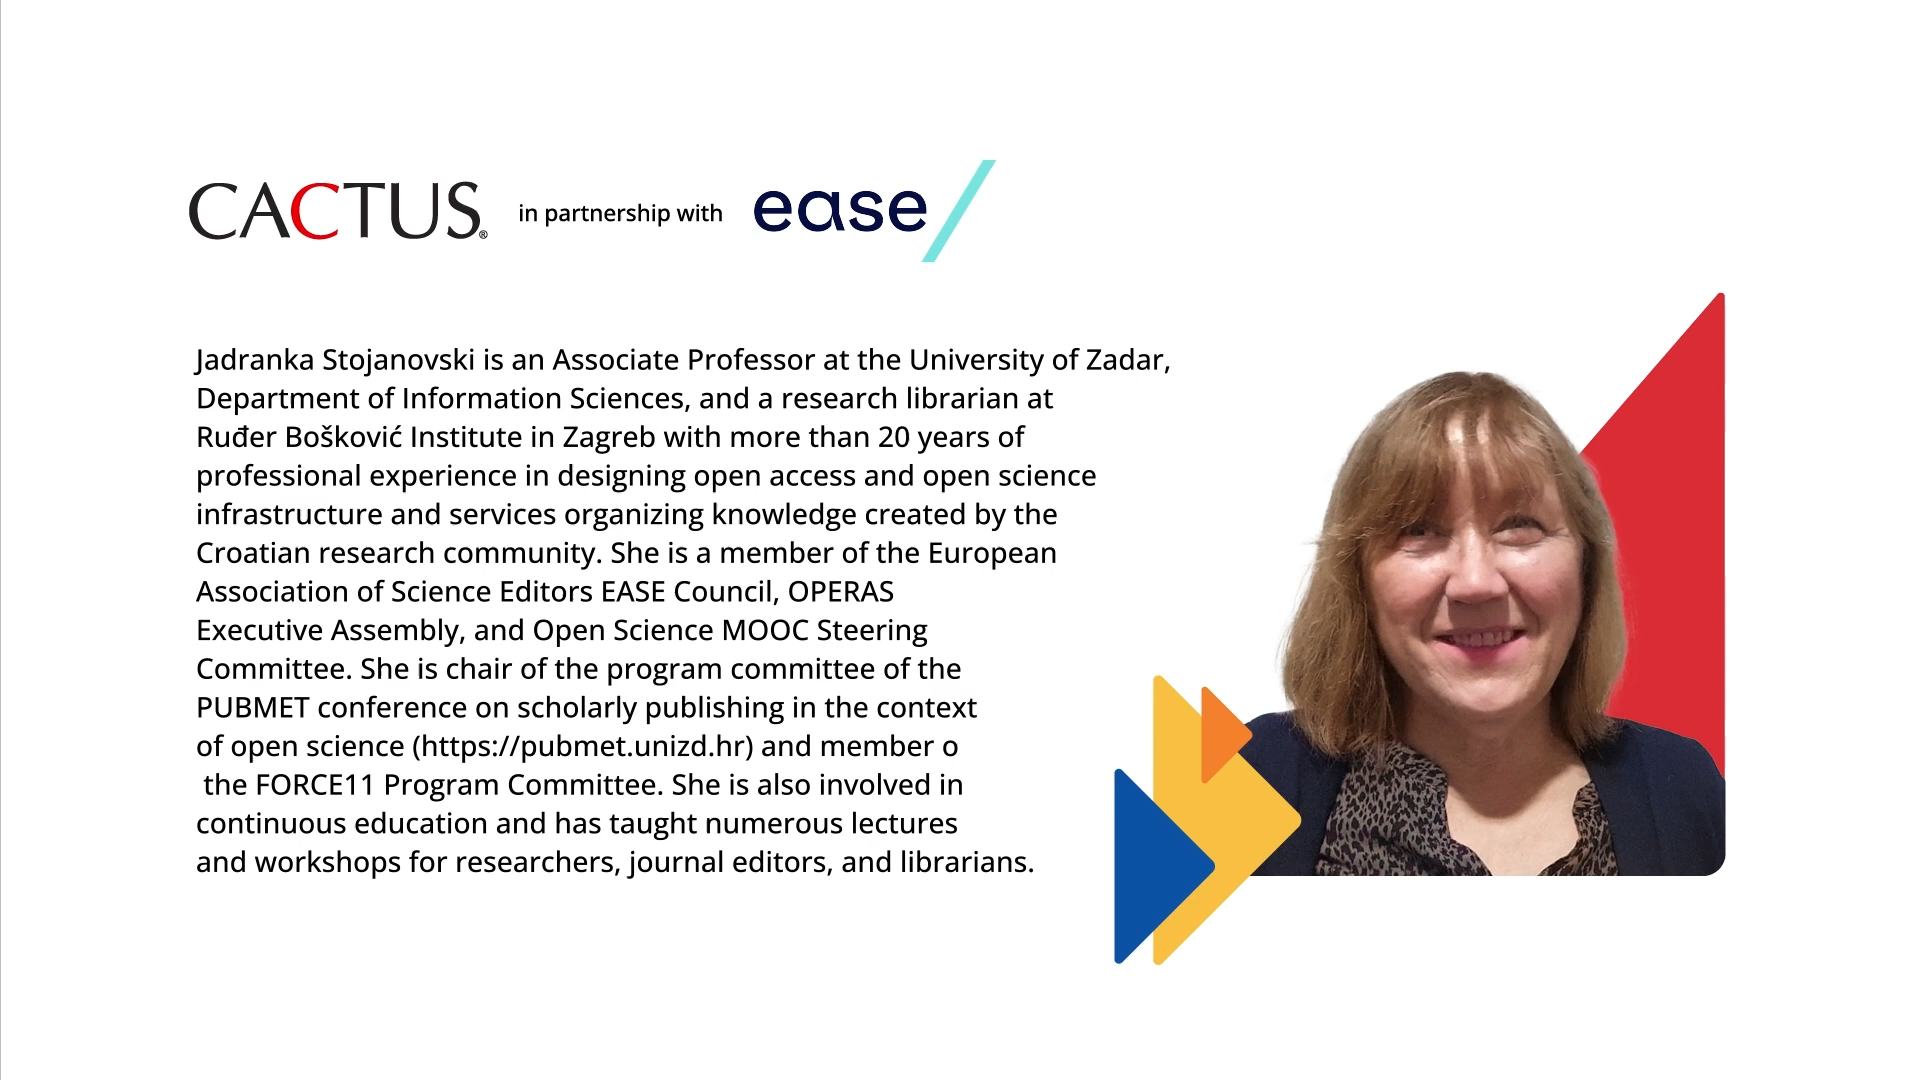 CACTUS® in partnership with ease
Jadranka Stojanovski is an Associate Professor at the University of Zadar,
Department of Information Sciences, and a research librarian at
Ruđer Bošković Institute in Zagreb with more than 20 years of
professional experience in designing open access and open science
infrastructure and services organizing knowledge created by the
Croatian research community. She is a member of the European
Association of Science Editors EASE Council, OPERAS
Executive Assembly, and Open Science MOOC Steering
Committee. She is chair of the program committee of the
PUBMET conference on scholarly publishing in the context
of open science (https://pubmet.unizd.hr) and member o
the FORCE11 Program Committee. She is also involved in
continuous education and has taught numerous lectures
and workshops for researchers, journal editors, and librarians.